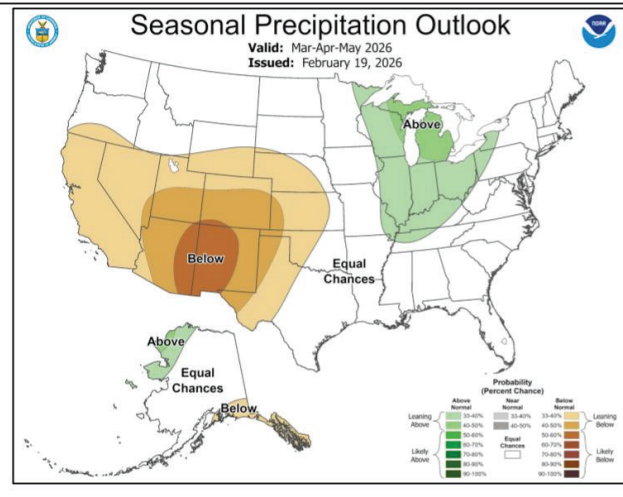 Seasonal Precipitation Outlook
Valid: Mar-Apr-May 2026
Issued: February 19, 2026
NOAA
Above
Below
Equal
Chances
Above
Equal
Chances
Below
Probability
(Percent Chance)
Above
Normal
Near
Normal
Below
Normal
Leaning
Above
33-40%
33-40%
33-40%
Leaning
Below
40-50%
40-50%
40-50%
50-60%
Equal
Chances
50-60%
Likely
Above
60-70%
60-70%
Likely
Below
70-80%
70-80%
80-90%
80-90%
90-100%
90-100%